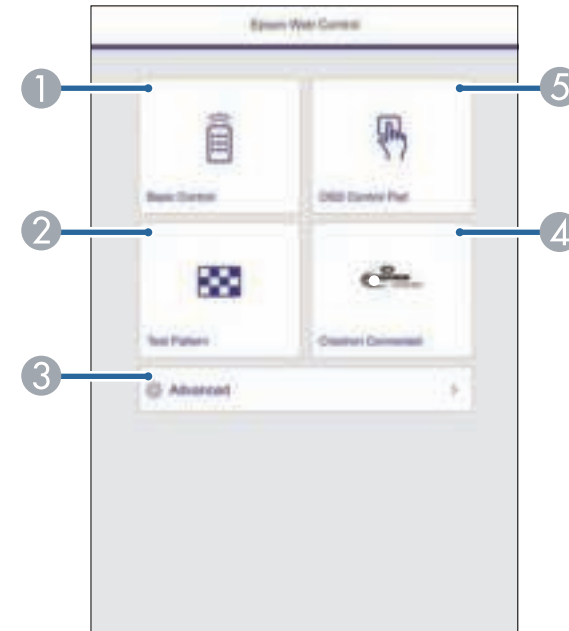 Epson Web Control
1
5
Basic Control
OSD Control Pad
2
4
Test Pattern
Crestron Connected
3
Advanced